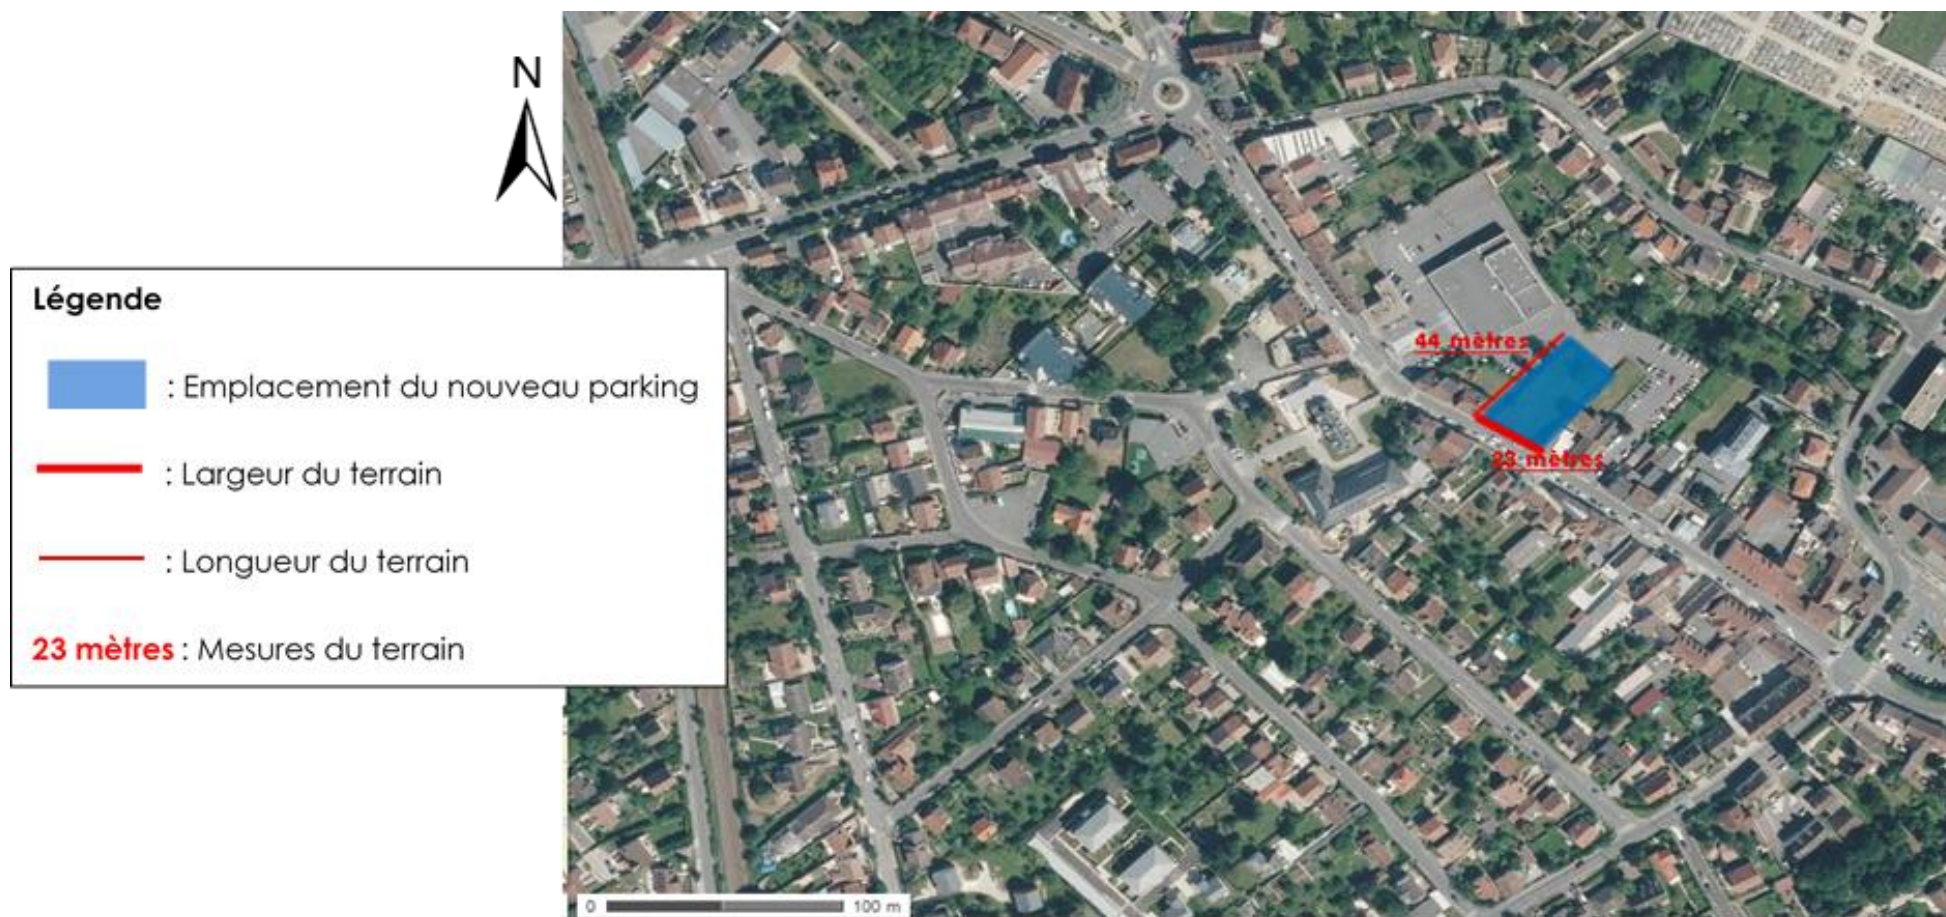 N
Légende
: Emplacement du nouveau parking
: Largeur du terrain
: Longueur du terrain
23 mètres : Mesures du terrain
44 mètres
23 mètres
0 100 m